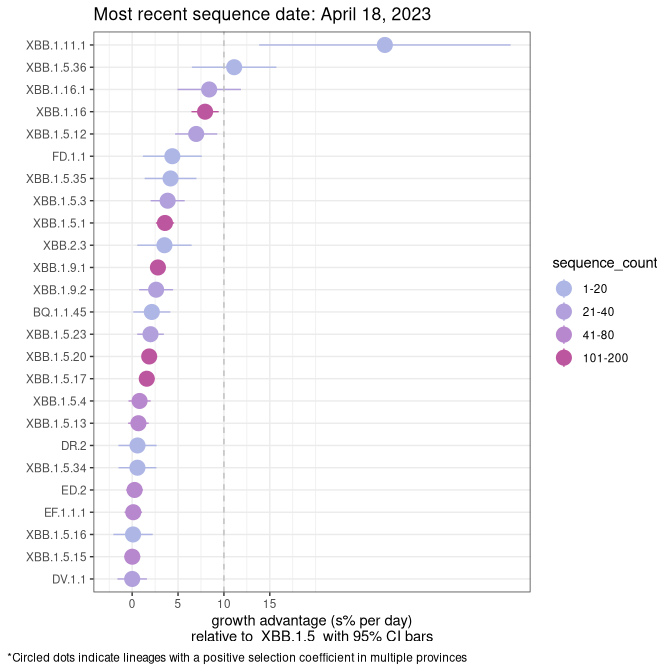 Most recent sequence date: April 18, 2023
XBB.1.11.1
XBB.1.5.36
XBB.1.16.1
XBB.1.16
XBB.1.5.12
FD.1.1
XBB.1.5.35
XBB.1.5.3
XBB.1.5.1
XBB.2.3
XBB.1.9.1
XBB.1.9.2
BQ.1.1.45
XBB.1.5.23
XBB.1.5.20
XBB.1.5.17
XBB.1.5.4
XBB.1.5.13
DR.2
XBB.1.5.34
ED.2
EF.1.1.1
XBB.1.5.16
XBB.1.5.15
DV.1.1
0 5 10 15
growth advantage (s% per day)
relative to  XBB.1.5  with 95% CI bars
sequence_count
1-20
21-40
41-80
101-200
*Circled dots indicate lineages with a positive selection coefficient in multiple provinces